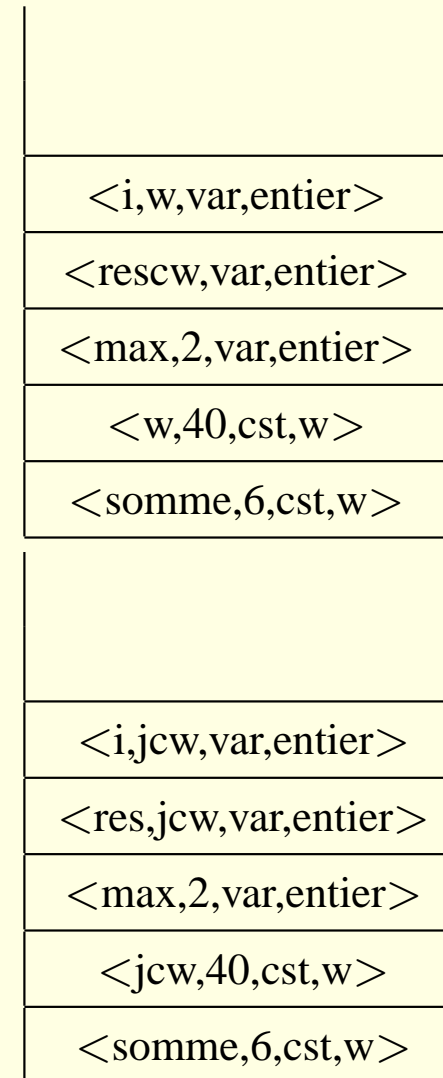 <i,w,var,entier>
<rescw,var,entier>
<max,2,var,entier>
<w,40,cst,w>
<somme,6,cst,w>
<i,jcw,var,entier>
<res,jcw,var,entier>
<max,2,var,entier>
<jcw,40,cst,w>
<somme,6,cst,w>